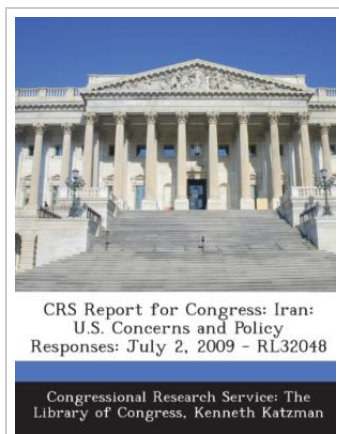 CRS Report for Congress: Iran:
U.S. Concerns and Policy
Responses: July 2, 2009 - RL32048
Congressional Research Service: The
Library of Congress, Kenneth Katzman